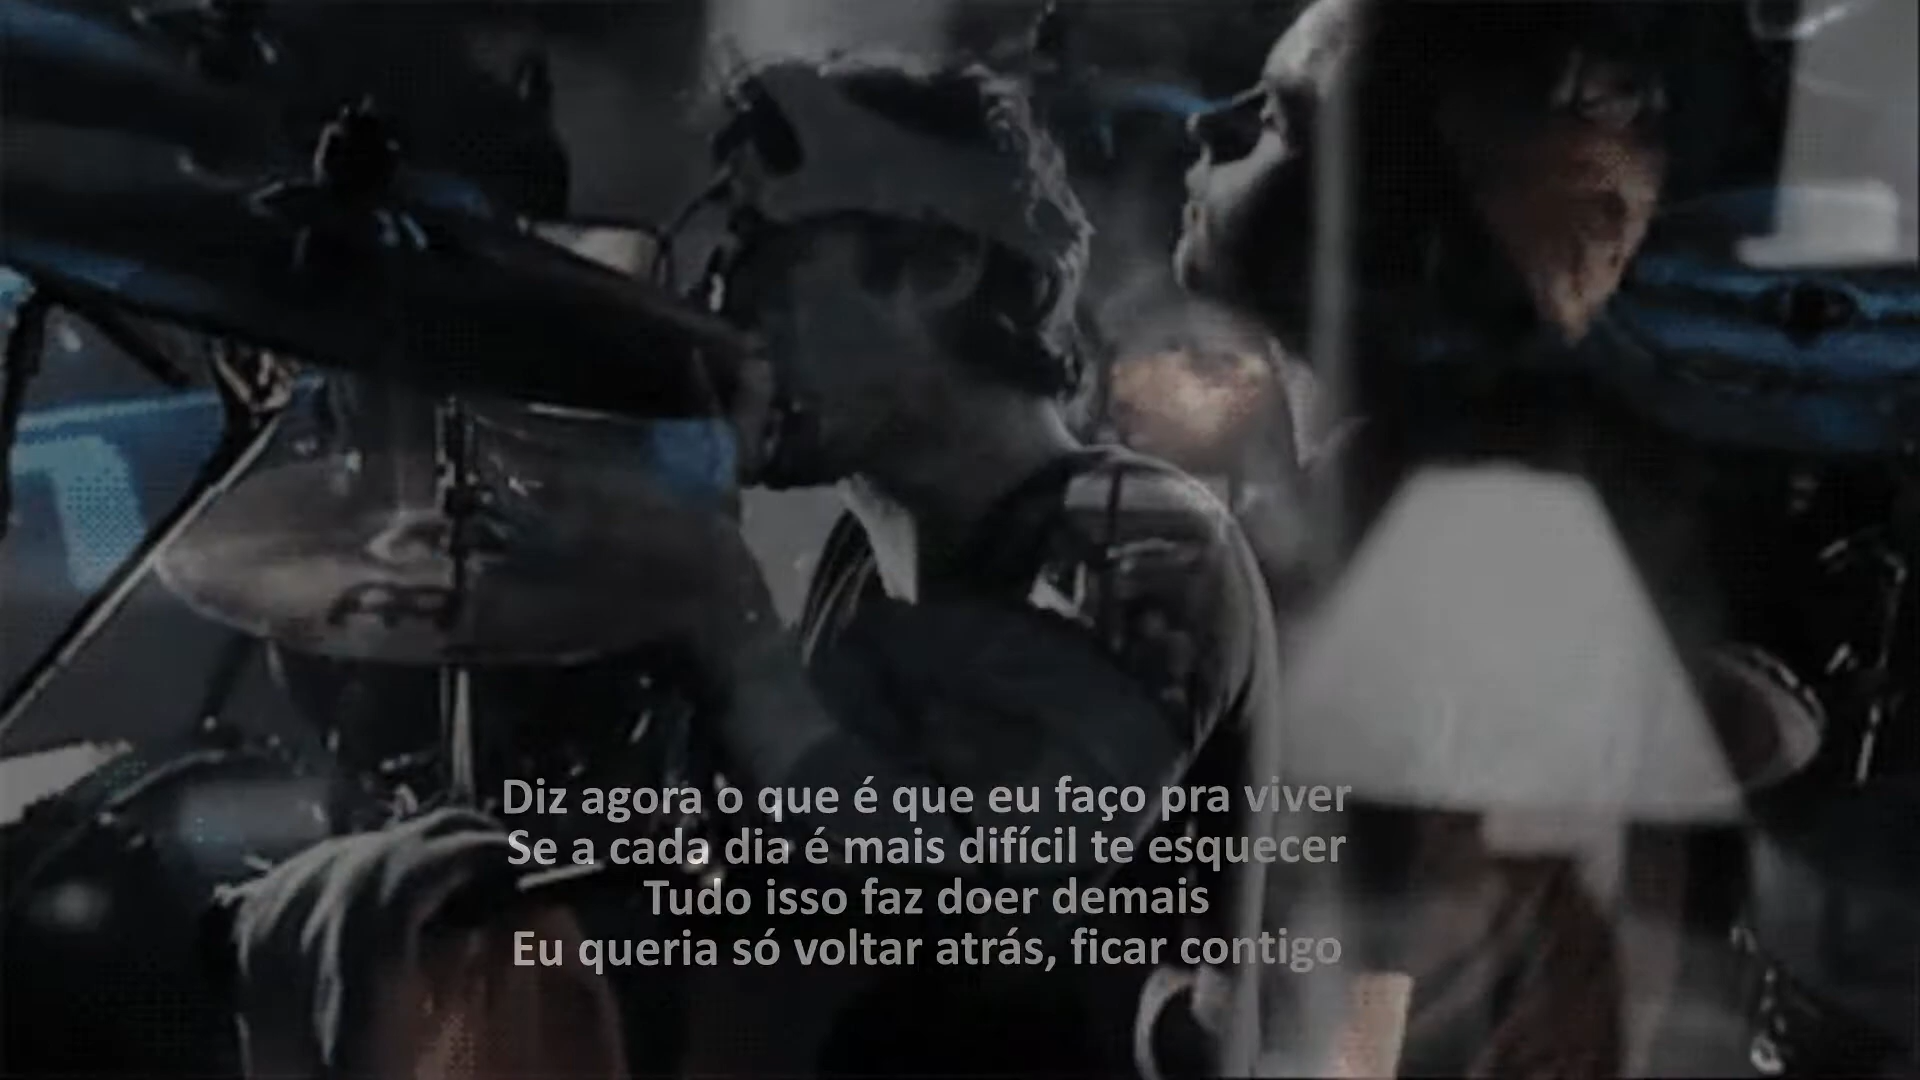 Diz agora o que é que eu faço pra viver
Se a cada dia é mais difícil te esquecer
Tudo isso faz doer demais
Eu queria só voltar atrás, ficar contigo